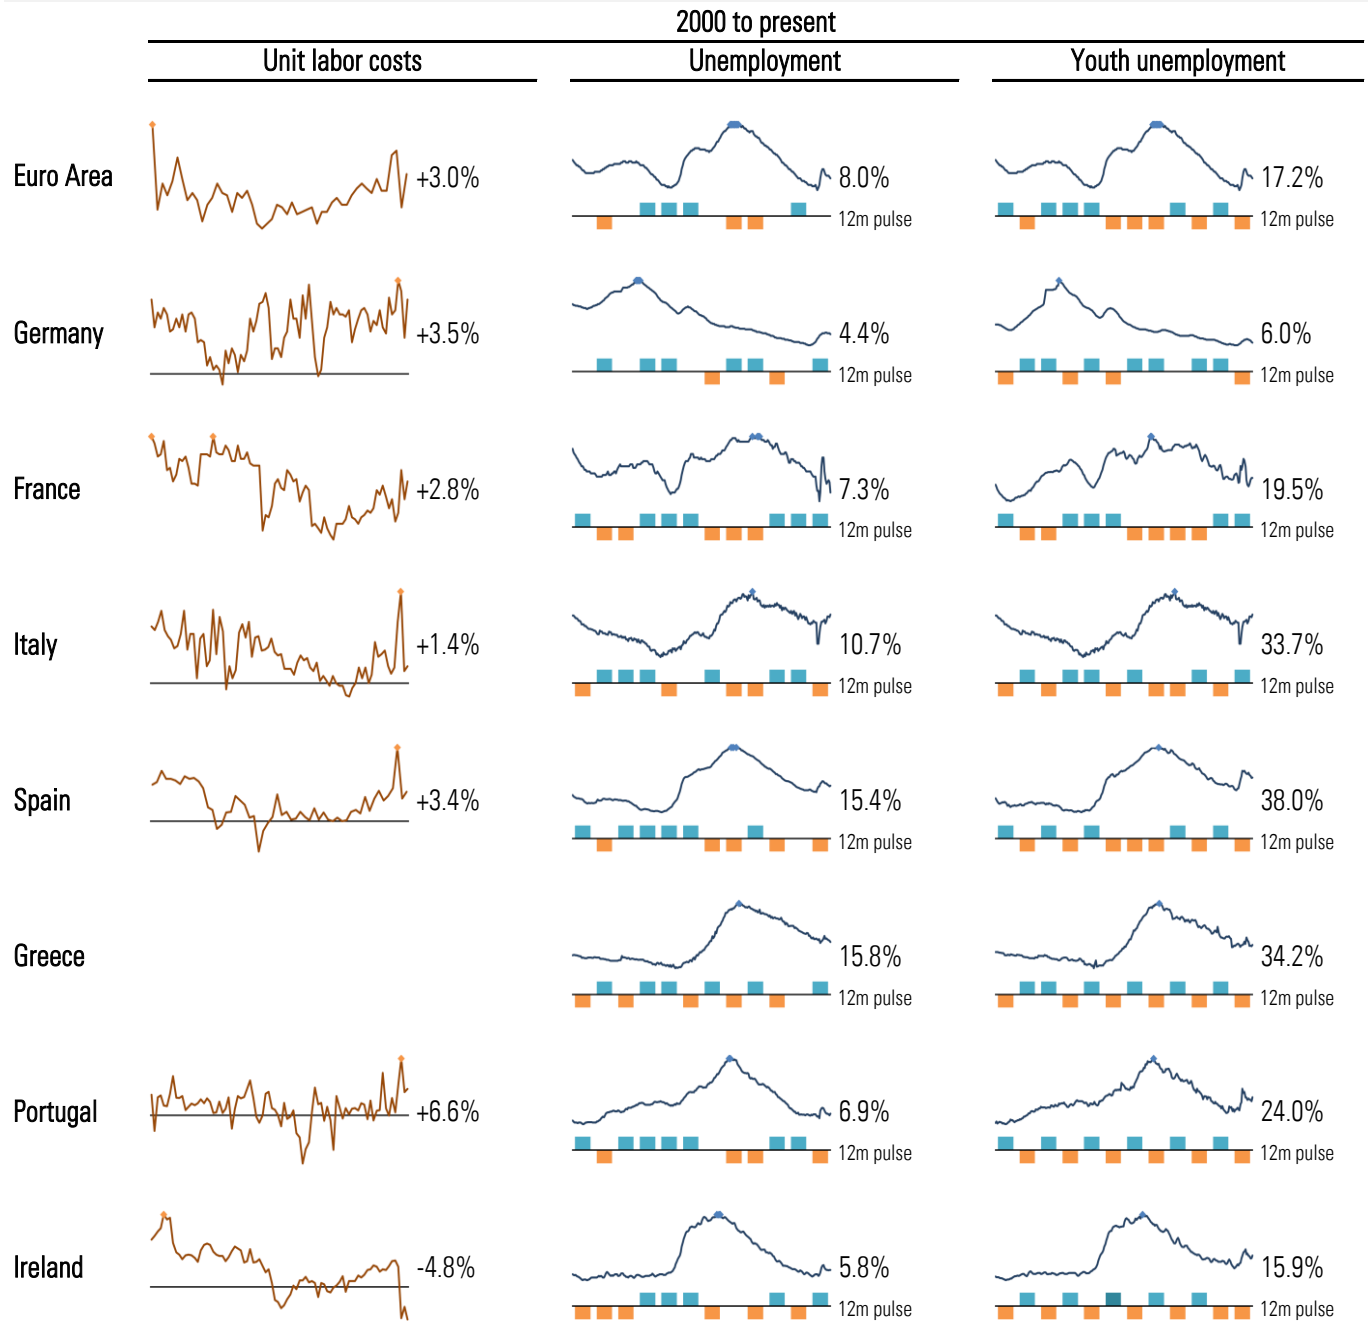 2000 to present
Unit labor costs Unemployment Youth unemployment
Euro Area +3.0% 8.0% 17.2%
12m pulse 12m pulse
Germany +3.5% 4.4% 6.0%
12m pulse 12m pulse
France +2.8% 7.3% 19.5%
12m pulse 12m pulse
Italy +1.4% 10.7% 33.7%
12m pulse 12m pulse
Spain +3.4% 15.4% 38.0%
12m pulse 12m pulse
Greece 15.8% 34.2%
12m pulse 12m pulse
Portugal +6.6% 6.9% 24.0%
12m pulse 12m pulse
Ireland -4.8% 5.8% 15.9%
12m pulse 12m pulse